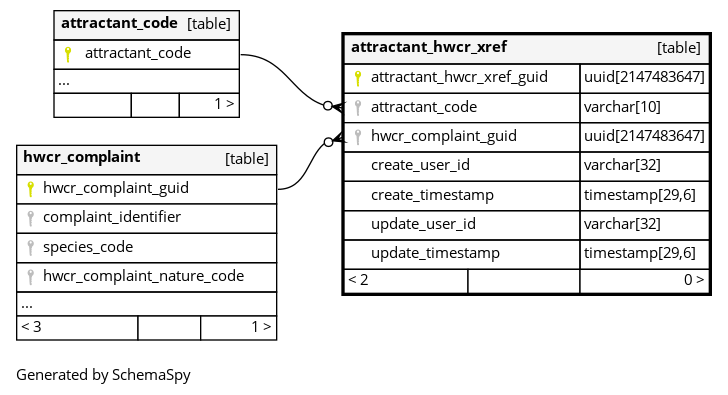 attractant_code [table]
attractant_code
...
1 >
hwcr_complaint [table]
hwcr_complaint_guid
complaint_identifier
species_code
hwcr_complaint_nature_code
...
< 3 1 >
attractant_hwcr_xref [table]
attractant_hwcr_xref_guid uuid[2147483647]
attractant_code varchar[10]
hwcr_complaint_guid uuid[2147483647]
create_user_id varchar[32]
create_timestamp timestamp[29,6]
update_user_id varchar[32]
update_timestamp timestamp[29,6]
< 2 0 >
Generated by SchemaSpy